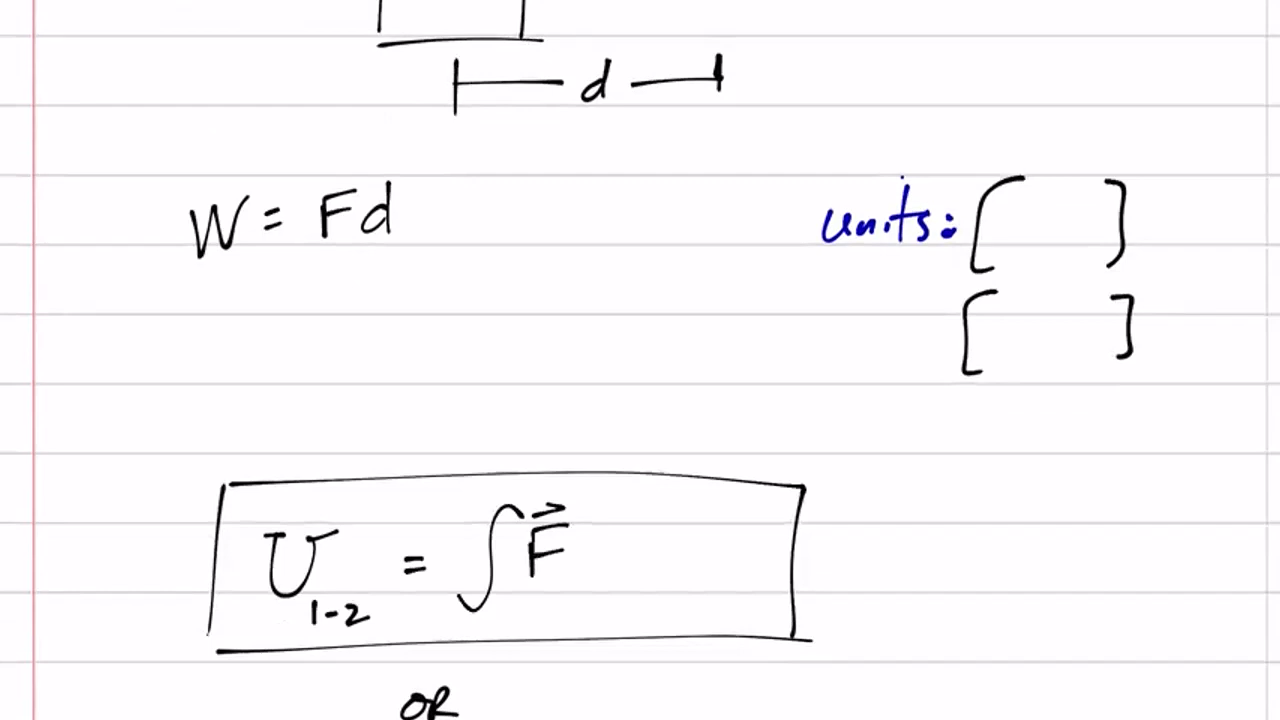 d
W = Fd
units: [ ]
[ ]
U₁₋₂ = ∫F⃗
OR